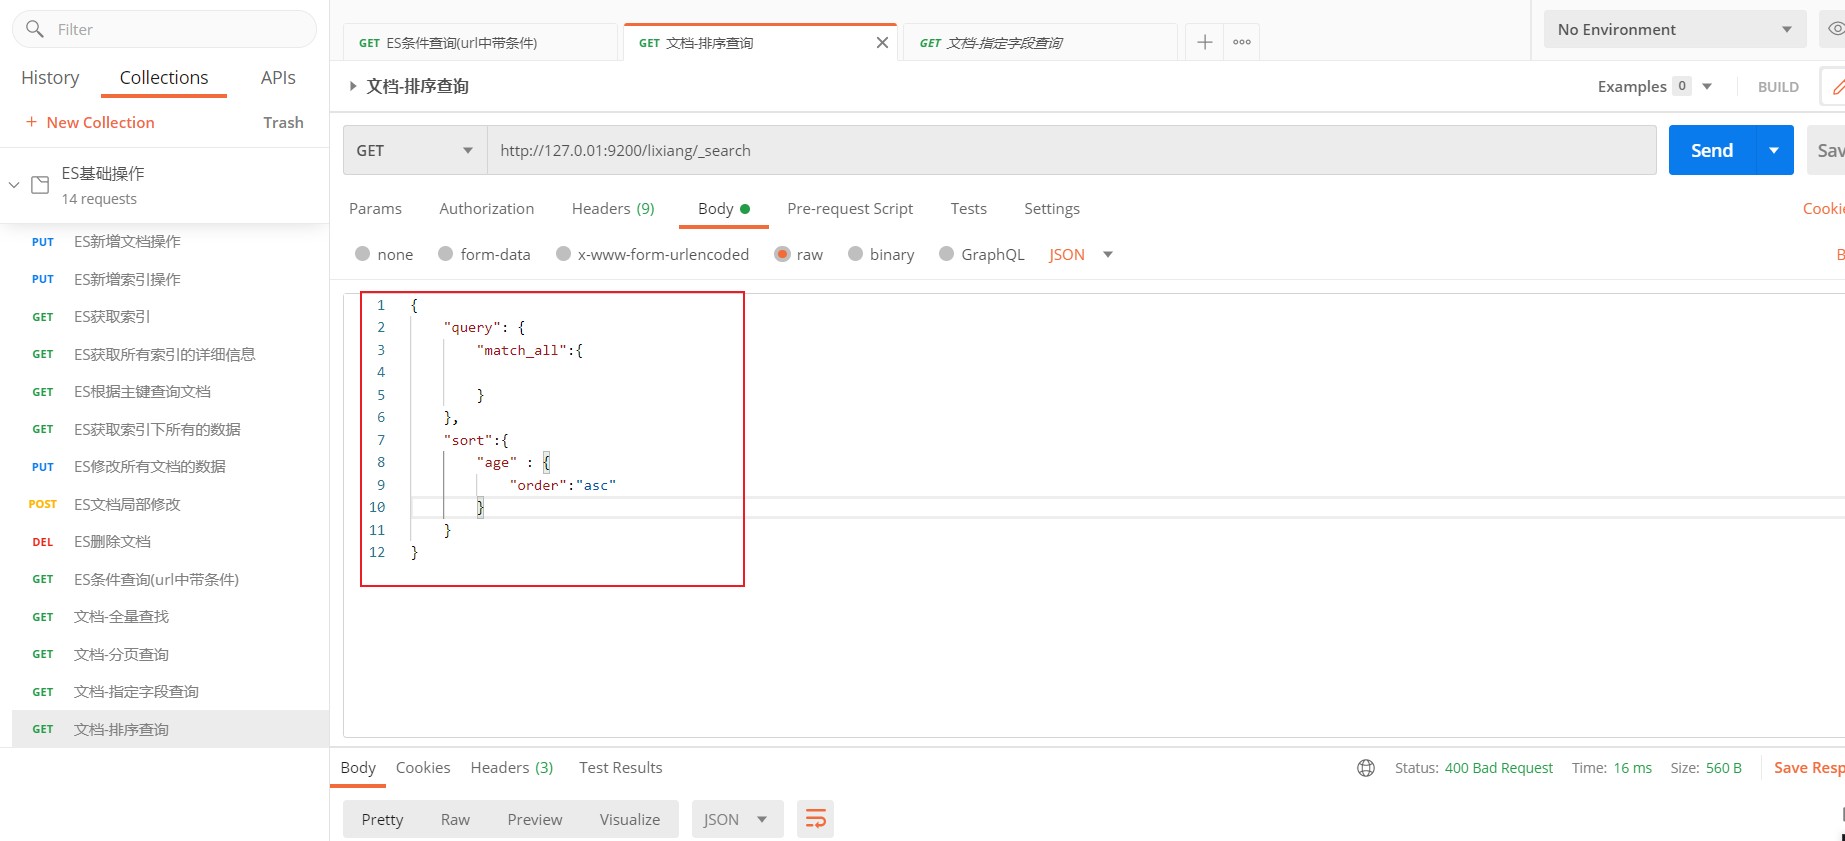 Filter
History Collections APIs
+ New Collection Trash
ES基础操作
14 requests
PUT ES新增文档操作
PUT ES新增索引操作
GET ES获取索引
GET ES获取所有索引的详细信息
GET ES根据主键查询文档
GET ES获取索引下所有的数据
PUT ES修改所有文档的数据
POST ES文档局部修改
DEL ES删除文档
GET ES条件查询(url中带条件)
GET 文档-全量查找
GET 文档-分页查询
GET 文档-指定字段查询
GET 文档-排序查询
GET ES条件查询(url中带条件) GET 文档-排序查询 GET 文档-指定字段查询
No Environment
文档-排序查询
Examples 0 BUILD
GET http://127.0.01:9200/lixiang/_search Send Sav
Params Authorization Headers (9) Body Pre-request Script Tests Settings Cookie
none form-data x-www-form-urlencoded raw binary GraphQL JSON B
1 {
2 "query": {
3 "match_all":{
4
5 }
6 },
7 "sort":{
8 "age" : {
9 "order":"asc"
10 }
11 }
12 }
Body Cookies Headers (3) Test Results Status: 400 Bad Request Time: 16 ms Size: 560 B Save Resp
Pretty Raw Preview Visualize JSON